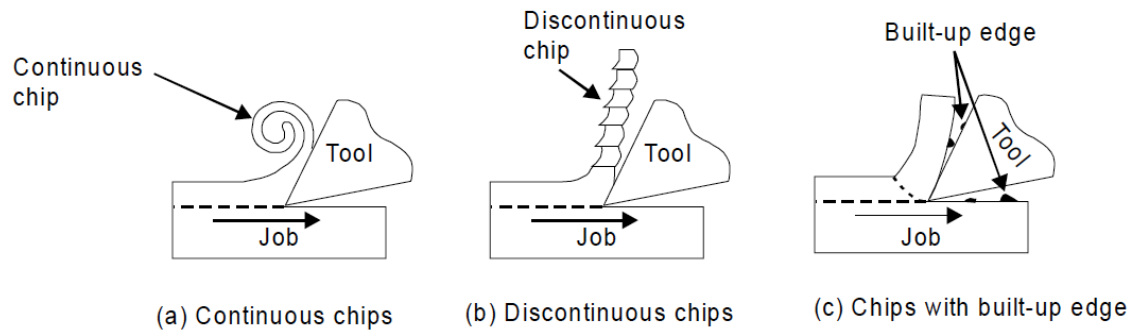 Continuous
chip
Tool
Job
(a) Continuous chips
Discontinuous
chip
Tool
Job
(b) Discontinuous chips
Built-up edge
Tool
Job
(c) Chips with built-up edge